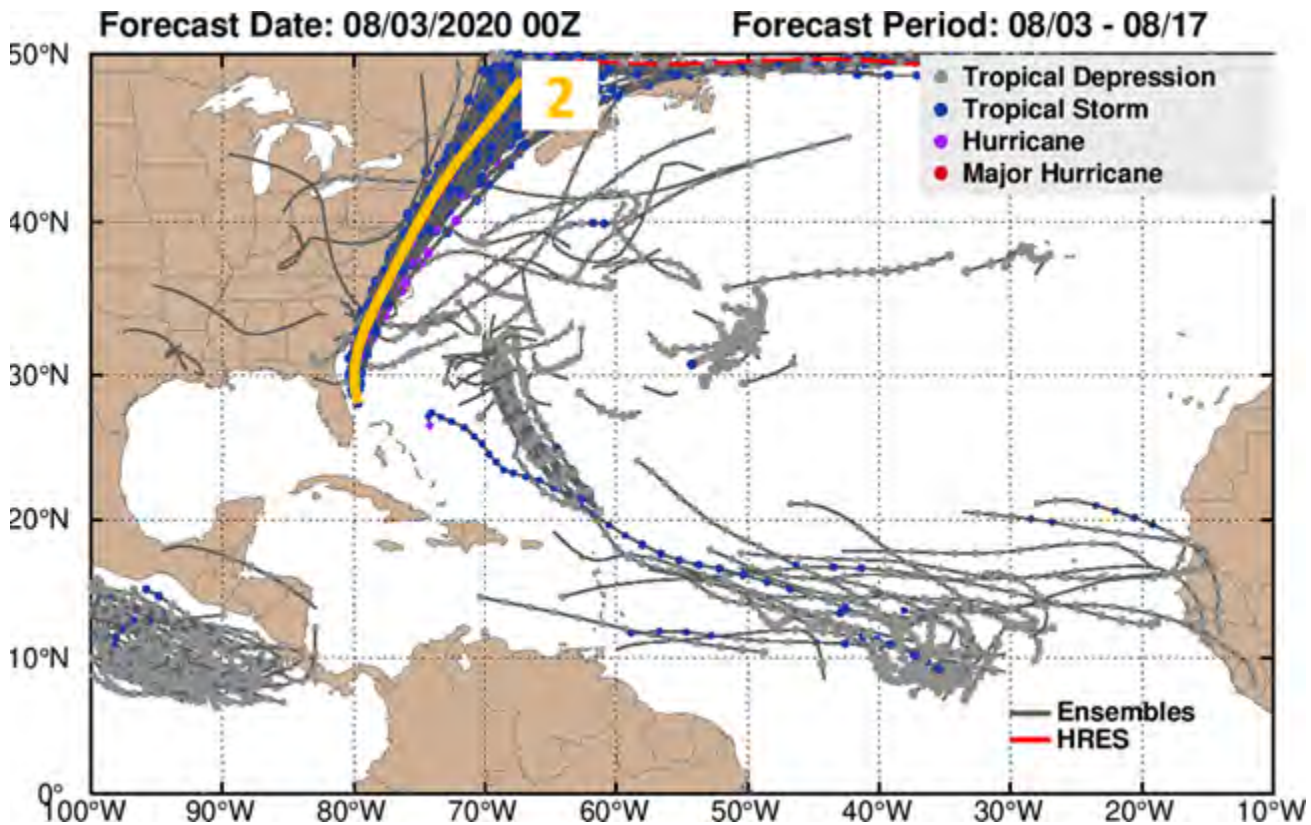 Forecast Date: 08/03/2020 00Z Forecast Period: 08/03 - 08/17
50°N
2
Tropical Depression
Tropical Storm
Hurricane
Major Hurricane
40°N
30°N
20°N
10°N
Ensembles
HRES
0°
100°W 90°W 80°W 70°W 60°W 50°W 40°W 30°W 20°W 10°W